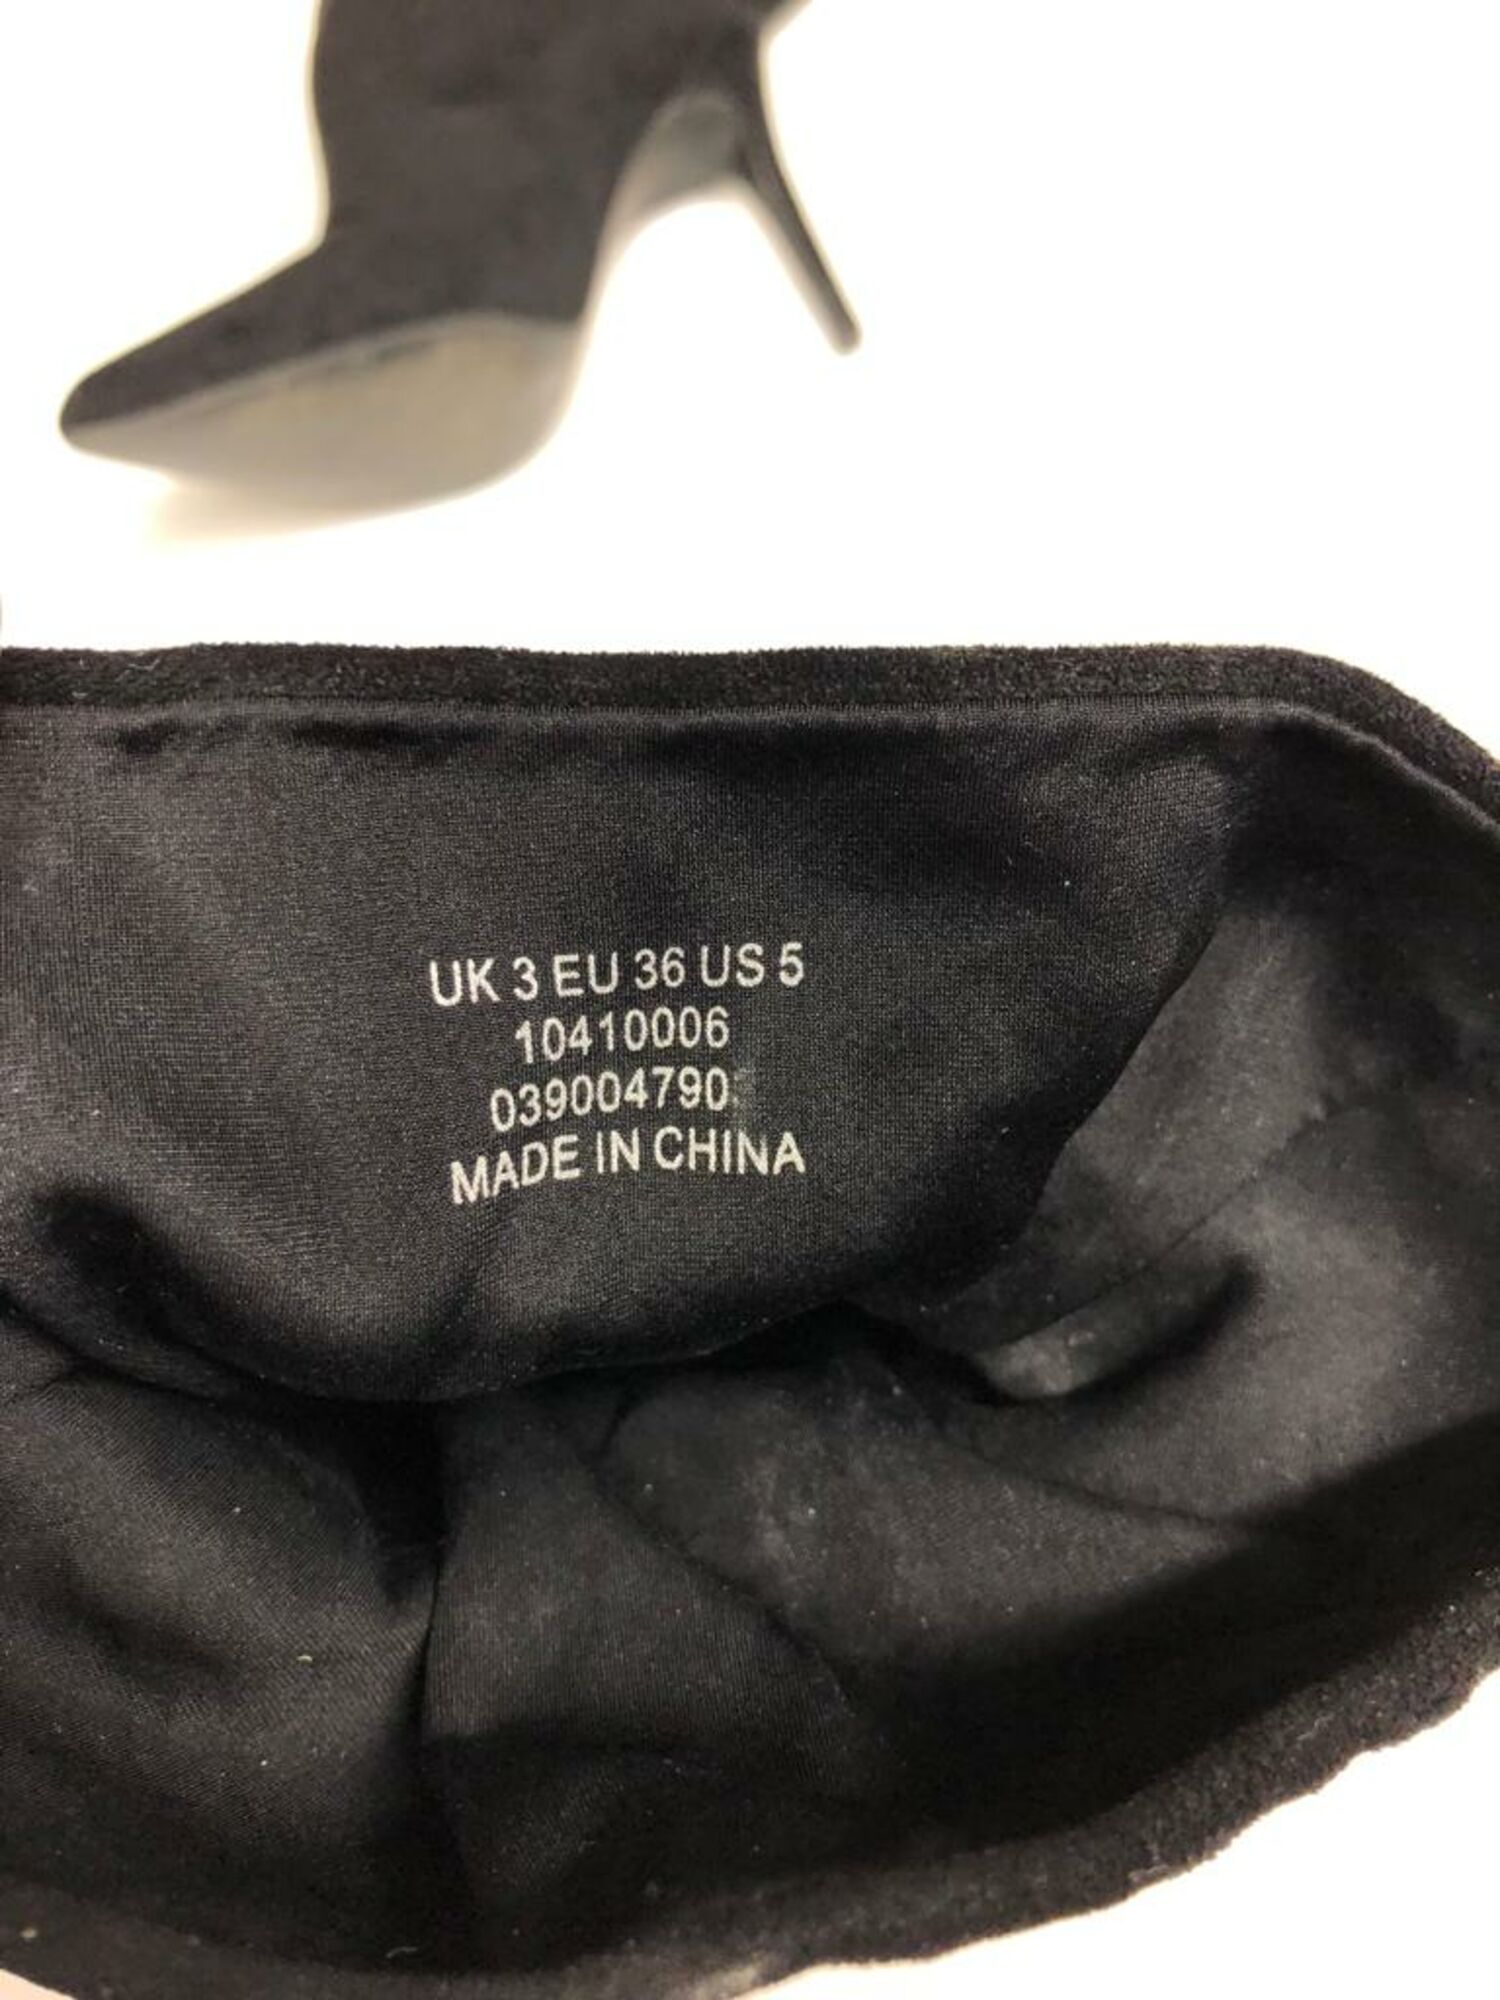 UK 3 EU 36 US 5
10410006
039004790
MADE IN CHINA